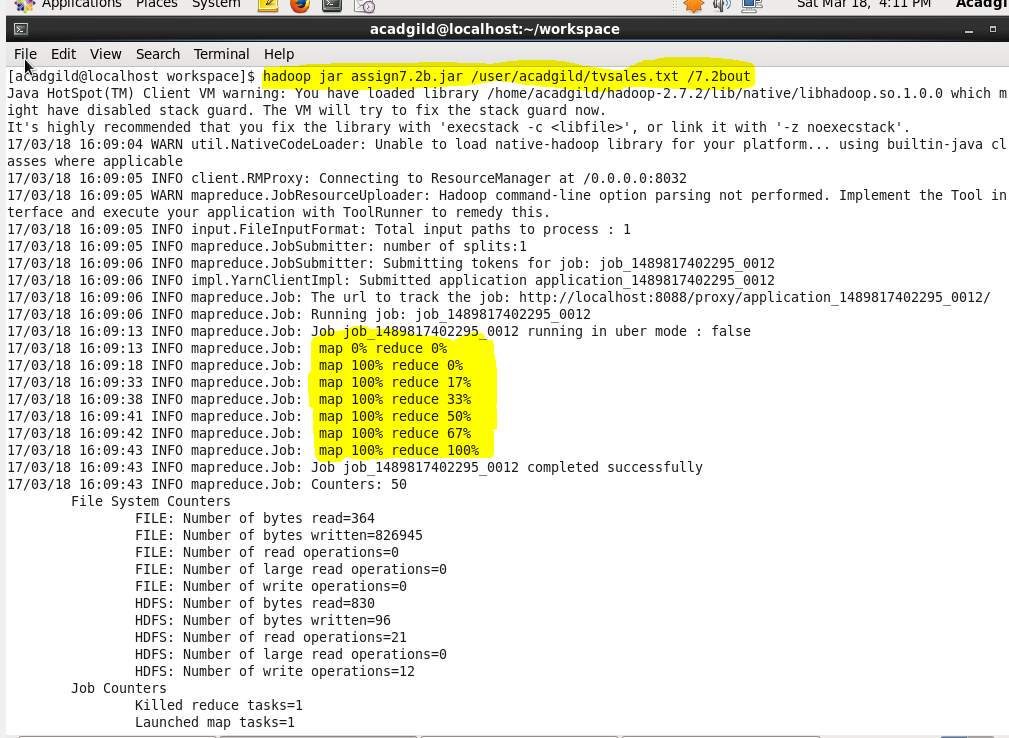 Applications Places System Sat Mar 18, 4:11 PM
acadgild@localhost:~/workspace
File Edit View Search Terminal Help
[acadgild@localhost workspace]$ hadoop jar assign7.2b.jar /user/acadgild/tvsales.txt /7.2bout
Java HotSpot(TM) Client VM warning: You have loaded library /home/acadgild/hadoop-2.7.2/lib/native/libhadoop.so.1.0.0 which m
ight have disabled stack guard. The VM will try to fix the stack guard now.
It's highly recommended that you fix the library with 'execstack -c <libfile>', or link it with '-z noexecstack'.
17/03/18 16:09:04 WARN util.NativeCodeLoader: Unable to load native-hadoop library for your platform... using builtin-java cl
asses where applicable
17/03/18 16:09:05 INFO client.RMProxy: Connecting to ResourceManager at /0.0.0.0:8032
17/03/18 16:09:05 WARN mapreduce.JobResourceUploader: Hadoop command-line option parsing not performed. Implement the Tool in
terface and execute your application with ToolRunner to remedy this.
17/03/18 16:09:05 INFO input.FileInputFormat: Total input paths to process : 1
17/03/18 16:09:05 INFO mapreduce.JobSubmitter: number of splits:1
17/03/18 16:09:06 INFO mapreduce.JobSubmitter: Submitting tokens for job: job_1489817402295_0012
17/03/18 16:09:06 INFO impl.YarnClientImpl: Submitted application application_1489817402295_0012
17/03/18 16:09:06 INFO mapreduce.Job: The url to track the job: http://localhost:8088/proxy/application_1489817402295_0012/
17/03/18 16:09:06 INFO mapreduce.Job: Running job: job_1489817402295_0012
17/03/18 16:09:13 INFO mapreduce.Job: Job job_1489817402295_0012 running in uber mode : false
17/03/18 16:09:13 INFO mapreduce.Job:  map 0% reduce 0%
17/03/18 16:09:18 INFO mapreduce.Job:  map 100% reduce 0%
17/03/18 16:09:33 INFO mapreduce.Job:  map 100% reduce 17%
17/03/18 16:09:38 INFO mapreduce.Job:  map 100% reduce 33%
17/03/18 16:09:41 INFO mapreduce.Job:  map 100% reduce 50%
17/03/18 16:09:42 INFO mapreduce.Job:  map 100% reduce 67%
17/03/18 16:09:43 INFO mapreduce.Job:  map 100% reduce 100%
17/03/18 16:09:43 INFO mapreduce.Job: Job job_1489817402295_0012 completed successfully
17/03/18 16:09:43 INFO mapreduce.Job: Counters: 50
File System Counters
FILE: Number of bytes read=364
FILE: Number of bytes written=826945
FILE: Number of read operations=0
FILE: Number of large read operations=0
FILE: Number of write operations=0
HDFS: Number of bytes read=830
HDFS: Number of bytes written=96
HDFS: Number of read operations=21
HDFS: Number of large read operations=0
HDFS: Number of write operations=12
Job Counters
Killed reduce tasks=1
Launched map tasks=1